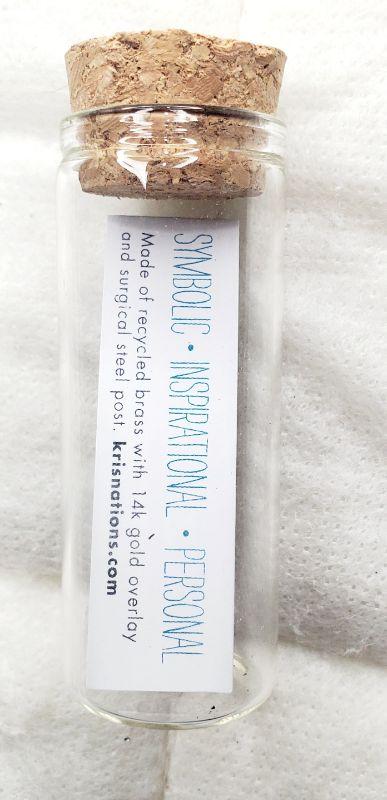 SYMBOLIC • INSPIRATIONAL • PERSONAL
Made of recycled brass with 14k gold overlay
and surgical steel post. krisnations.com